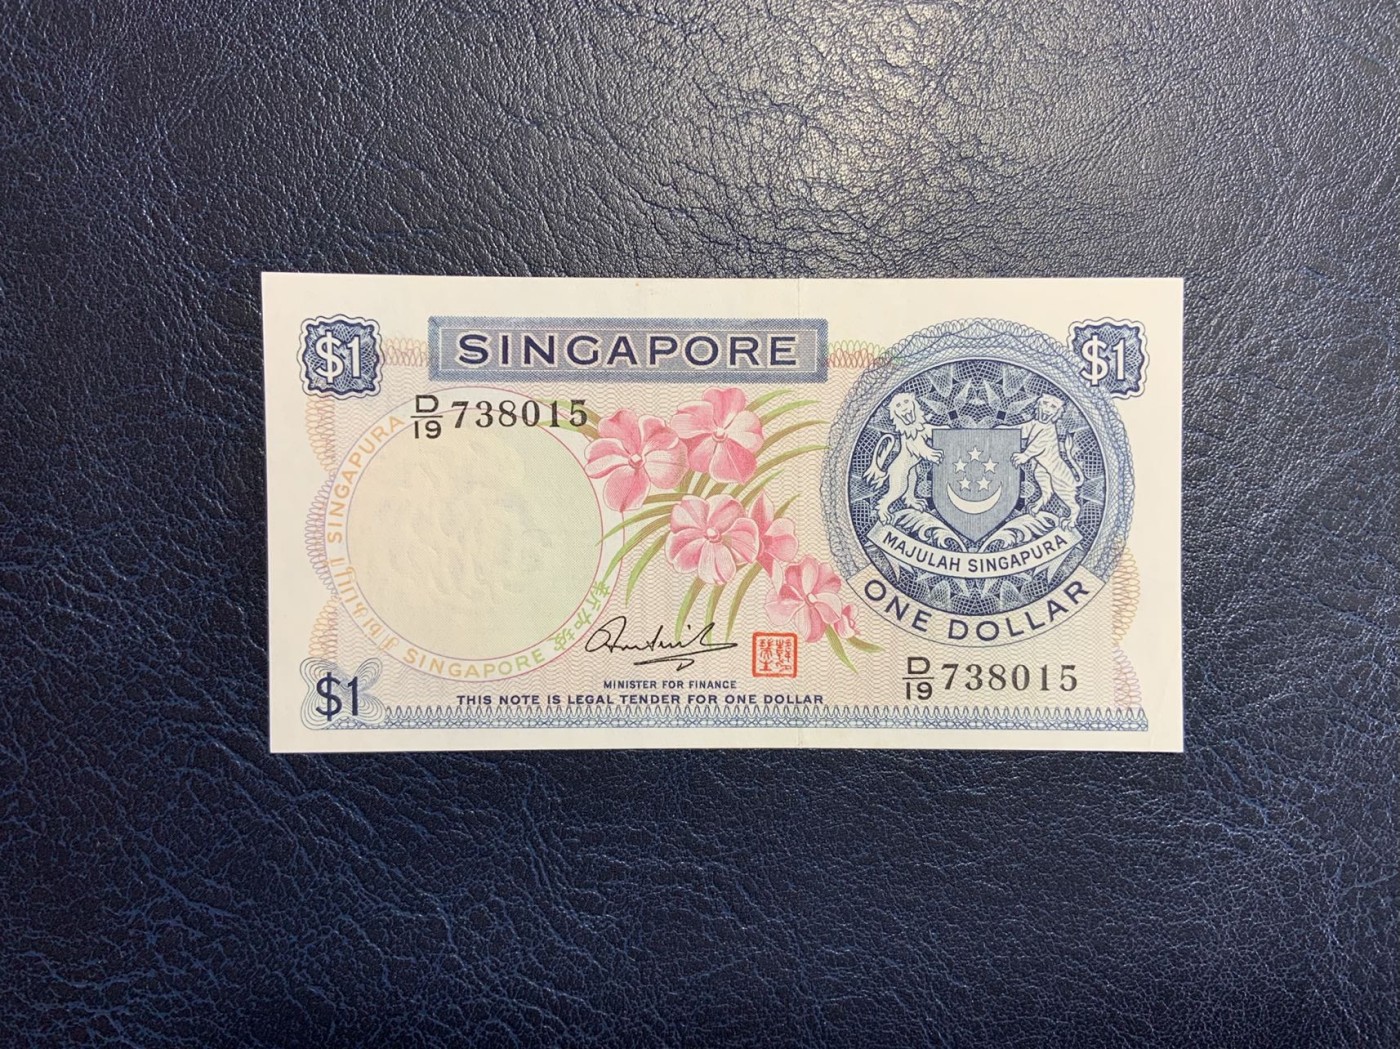 $1
SINGAPORE
$1
D/19 738015
SINGAPURA
SINGAPORE
MAJULAH SINGAPURA
ONE DOLLAR
D/19 738015
MINISTER FOR FINANCE
THIS NOTE IS LEGAL TENDER FOR ONE DOLLAR
$1